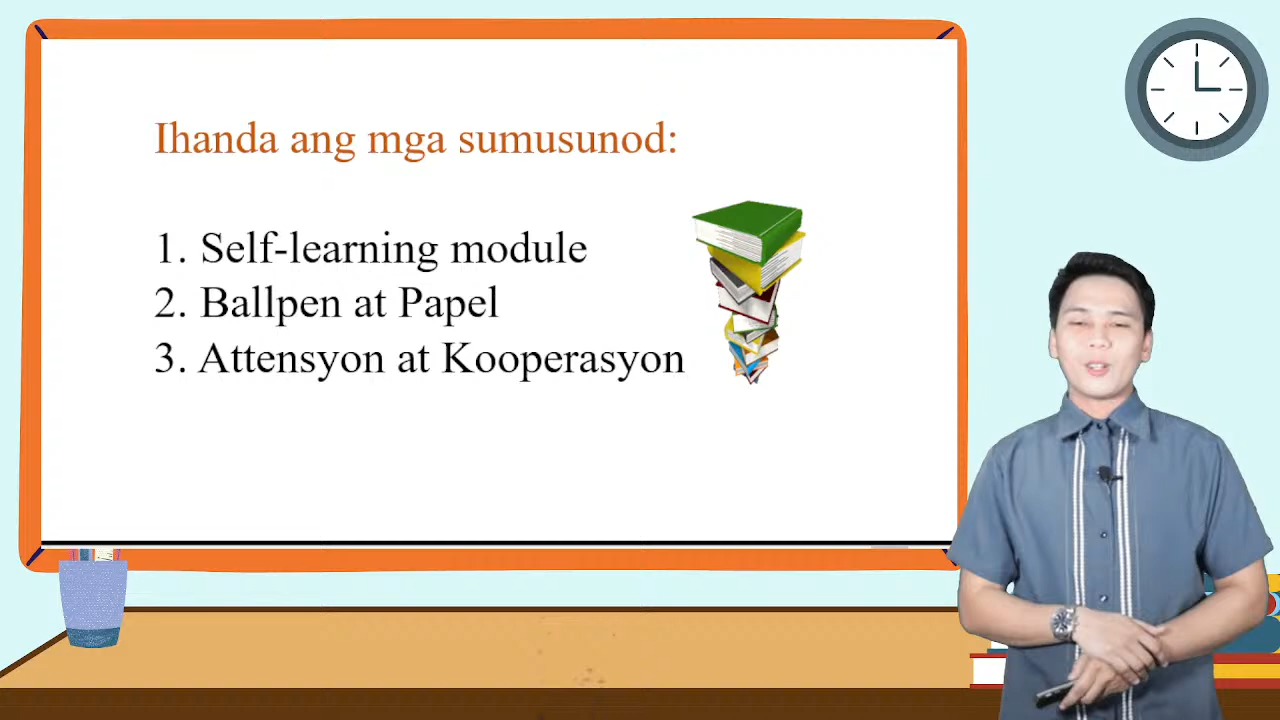 Ihanda ang mga sumusunod:
1. Self-learning module
2. Ballpen at Papel
3. Attensyon at Kooperasyon